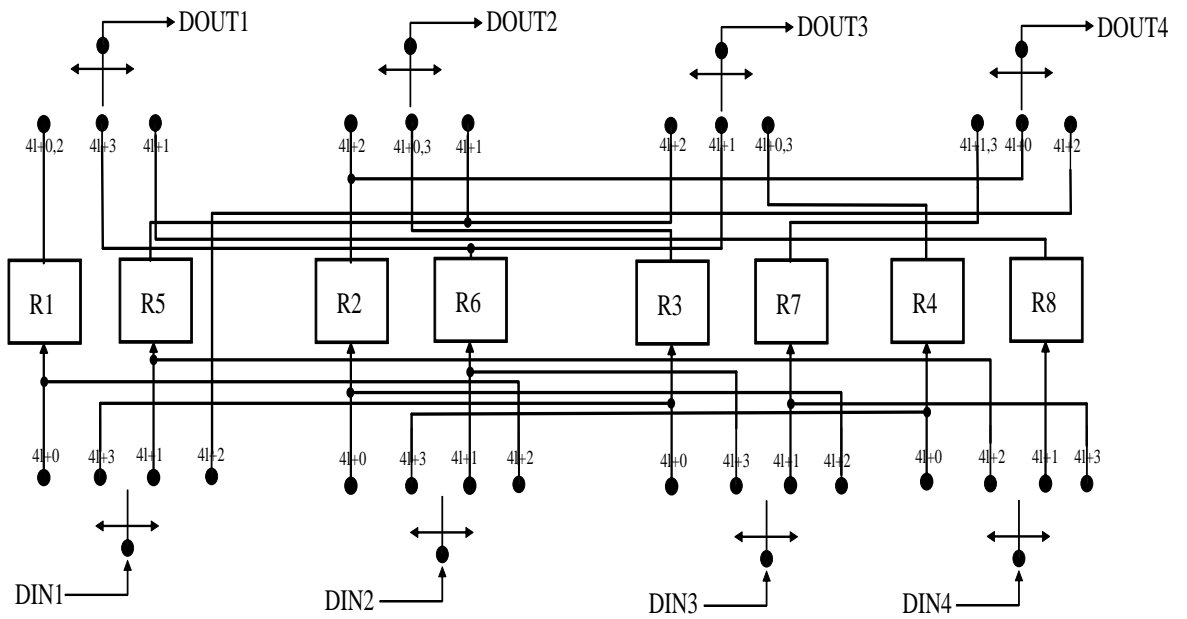 DOUT1 DOUT2 DOUT3 DOUT4
4l+0,2 4l+3 4l+1 4l+2 4l+0,3 4l+1 4l+2 4l+1 4l+0,3 4l+1,3 4l+0 4l+2
R1 R5 R2 R6 R3 R7 R4 R8
4l+0 4l+3 4l+1 4l+2 4l+0 4l+3 4l+1 4l+2 4l+0 4l+3 4l+1 4l+2 4l+0 4l+2 4l+1 4l+3
DIN1 DIN2 DIN3 DIN4